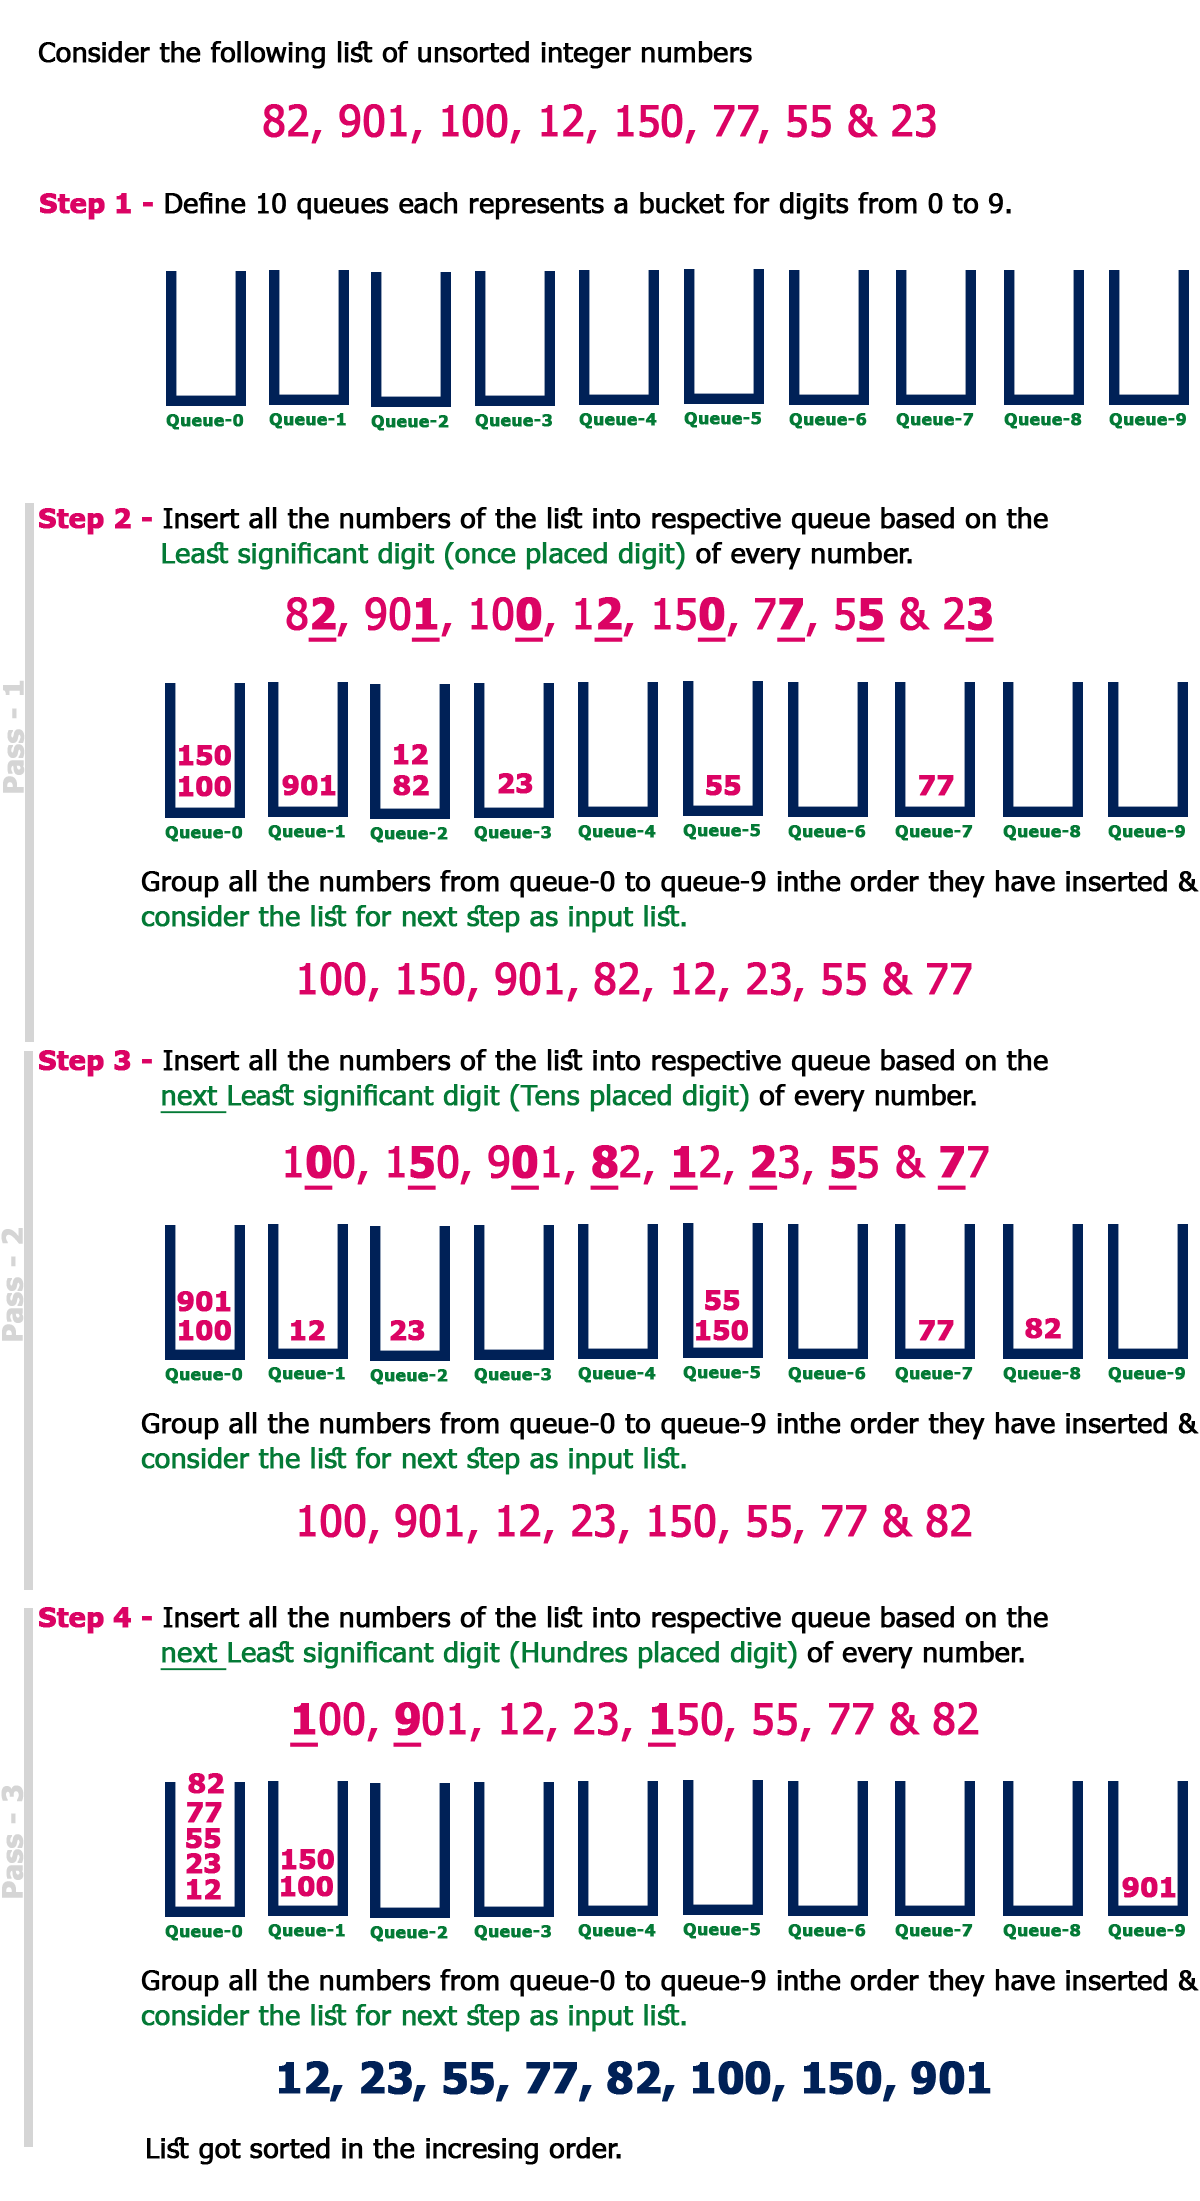 Consider the following list of unsorted integer numbers
82, 901, 100, 12, 150, 77, 55 & 23
Step 1 - Define 10 queues each represents a bucket for digits from 0 to 9.
Queue-0 Queue-1 Queue-2 Queue-3 Queue-4 Queue-5 Queue-6 Queue-7 Queue-8 Queue-9
Pass - 1
Step 2 - Insert all the numbers of the list into respective queue based on the
Least significant digit (once placed digit) of every number.
82, 901, 100, 12, 150, 77, 55 & 23
150 12
100 901 82 23 55 77
Queue-0 Queue-1 Queue-2 Queue-3 Queue-4 Queue-5 Queue-6 Queue-7 Queue-8 Queue-9
Group all the numbers from queue-0 to queue-9 inthe order they have inserted &
consider the list for next step as input list.
100, 150, 901, 82, 12, 23, 55 & 77
Pass - 2
Step 3 - Insert all the numbers of the list into respective queue based on the
next Least significant digit (Tens placed digit) of every number.
100, 150, 901, 82, 12, 23, 55 & 77
901 55
100 12 23 150 77 82
Queue-0 Queue-1 Queue-2 Queue-3 Queue-4 Queue-5 Queue-6 Queue-7 Queue-8 Queue-9
Group all the numbers from queue-0 to queue-9 inthe order they have inserted &
consider the list for next step as input list.
100, 901, 12, 23, 150, 55, 77 & 82
Pass - 3
Step 4 - Insert all the numbers of the list into respective queue based on the
next Least significant digit (Hundres placed digit) of every number.
100, 901, 12, 23, 150, 55, 77 & 82
82
77
55
23 150
12 100 901
Queue-0 Queue-1 Queue-2 Queue-3 Queue-4 Queue-5 Queue-6 Queue-7 Queue-8 Queue-9
Group all the numbers from queue-0 to queue-9 inthe order they have inserted &
consider the list for next step as input list.
12, 23, 55, 77, 82, 100, 150, 901
List got sorted in the incresing order.